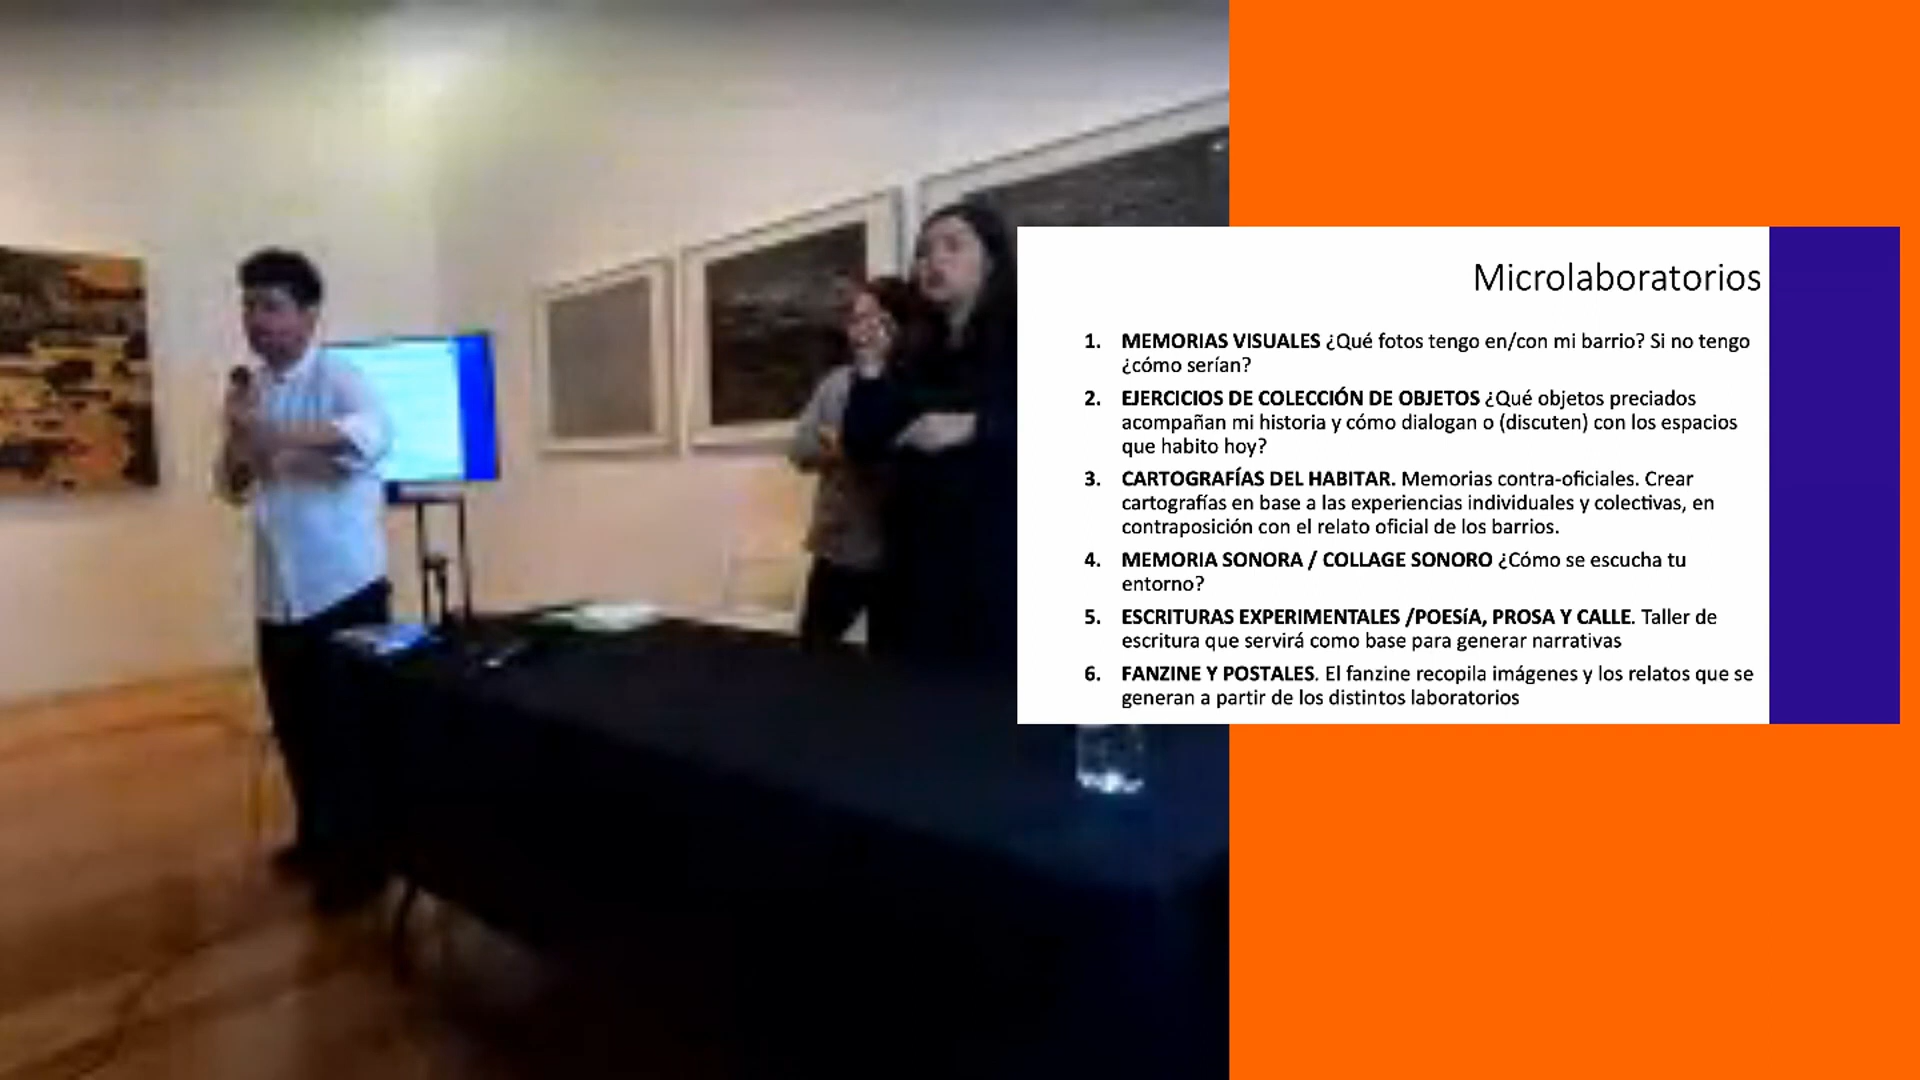 Microlaboratorios
1. MEMORIAS VISUALES ¿Qué fotos tengo en/con mi barrio? Si no tengo
¿cómo serían?
2. EJERCICIOS DE COLECCIÓN DE OBJETOS ¿Qué objetos preciados
acompañan mi historia y cómo dialogan o (discuten) con los espacios
que habito hoy?
3. CARTOGRAFÍAS DEL HABITAR. Memorias contra-oficiales. Crear
cartografías en base a las experiencias individuales y colectivas, en
contraposición con el relato oficial de los barrios.
4. MEMORIA SONORA / COLLAGE SONORO ¿Cómo se escucha tu
entorno?
5. ESCRITURAS EXPERIMENTALES /POESíA, PROSA Y CALLE. Taller de
escritura que servirá como base para generar narrativas
6. FANZINE Y POSTALES. El fanzine recopila imágenes y los relatos que se
generan a partir de los distintos laboratorios